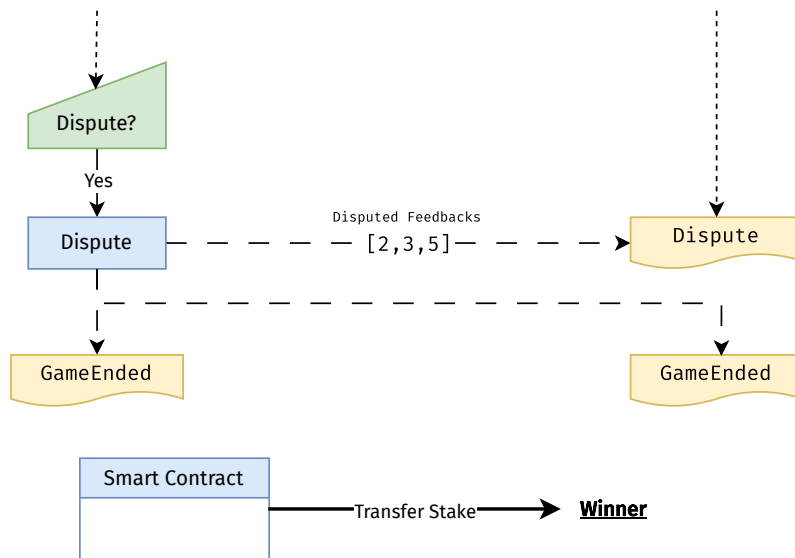 Dispute?
Yes
Disputed Feedbacks
Dispute
[2,3,5]
Dispute
GameEnded
GameEnded
Smart Contract
Transfer Stake
Winner